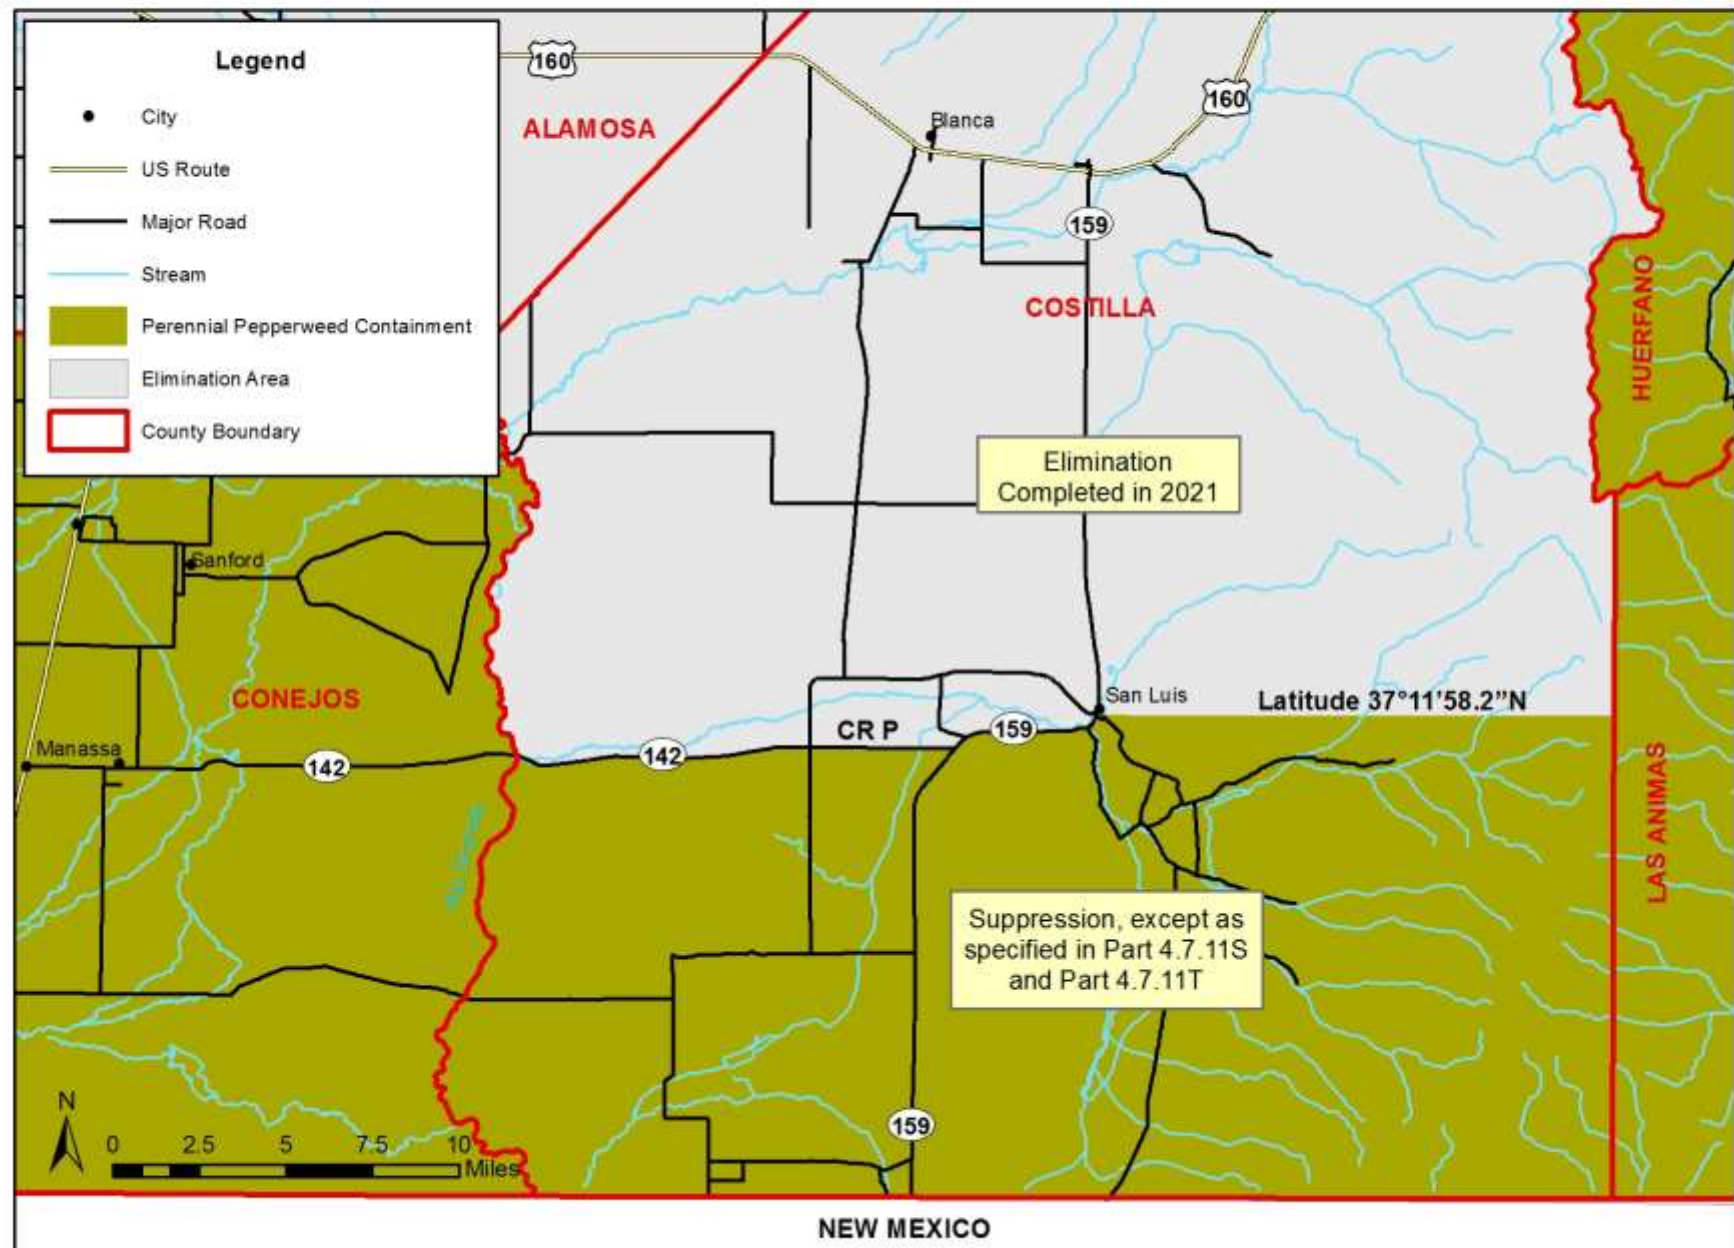 Legend
City
US Route
Major Road
Stream
Perennial Pepperweed Containment
Elimination Area
County Boundary
160
160
ALAMOSA
Blanca
159
COSTILLA
HUERFANO
Elimination
Completed in 2021
Sanford
CONEJOS
San Luis
Latitude 37°11'58.2”N
CR P
159
Manassa
142
142
LAS ANIMAS
Suppression, except as
specified in Part 4.7.11S
and Part 4.7.11T
159
N
0 2.5 5 7.5 10
Miles
NEW MEXICO